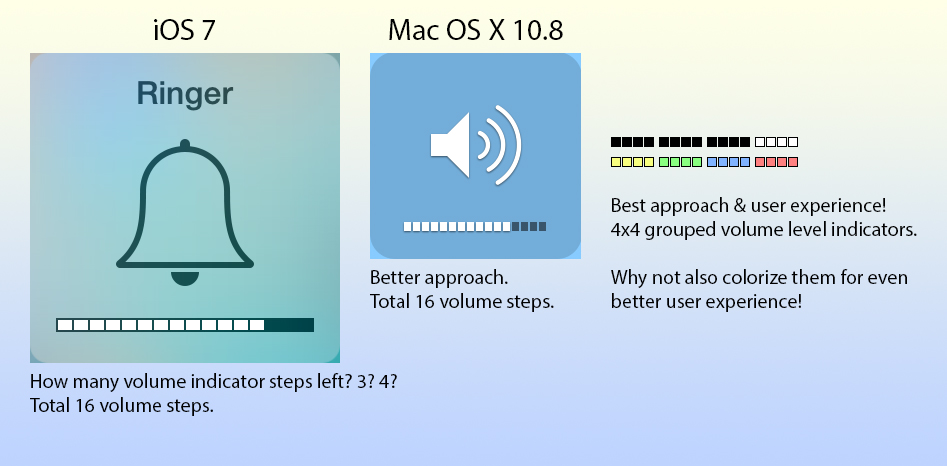 iOS 7
Mac OS X 10.8
Ringer
How many volume indicator steps left? 3? 4?
Total 16 volume steps.
Better approach.
Total 16 volume steps.
Best approach & user experience!
4x4 grouped volume level indicators.
Why not also colorize them for even
better user experience!